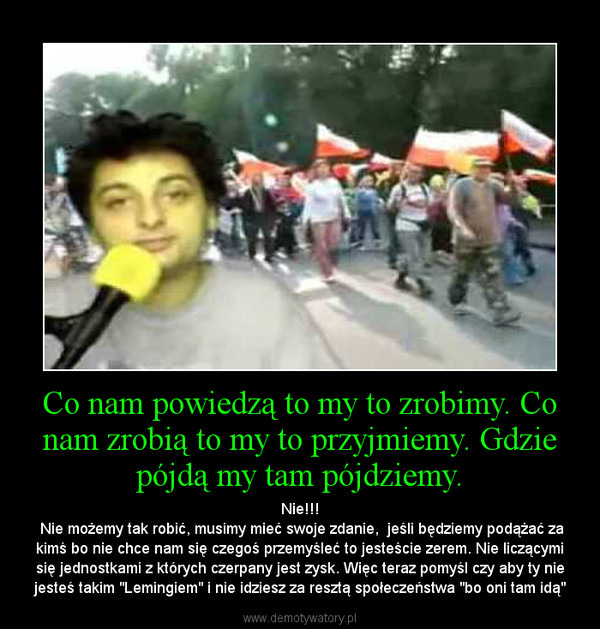 Co nam powiedzą to my to zrobimy. Co
nam zrobią to my to przyjmiemy. Gdzie
pójdą my tam pójdziemy.
Nie!!!
Nie możemy tak robić, musimy mieć swoje zdanie,  jeśli będziemy podążać za
kimś bo nie chce nam się czegoś przemyśleć to jesteście zerem. Nie liczącymi
się jednostkami z których czerpany jest zysk. Więc teraz pomyśl czy aby ty nie
jesteś takim "Lemingiem" i nie idziesz za resztą społeczeństwa "bo oni tam idą"
www.demotywatory.pl